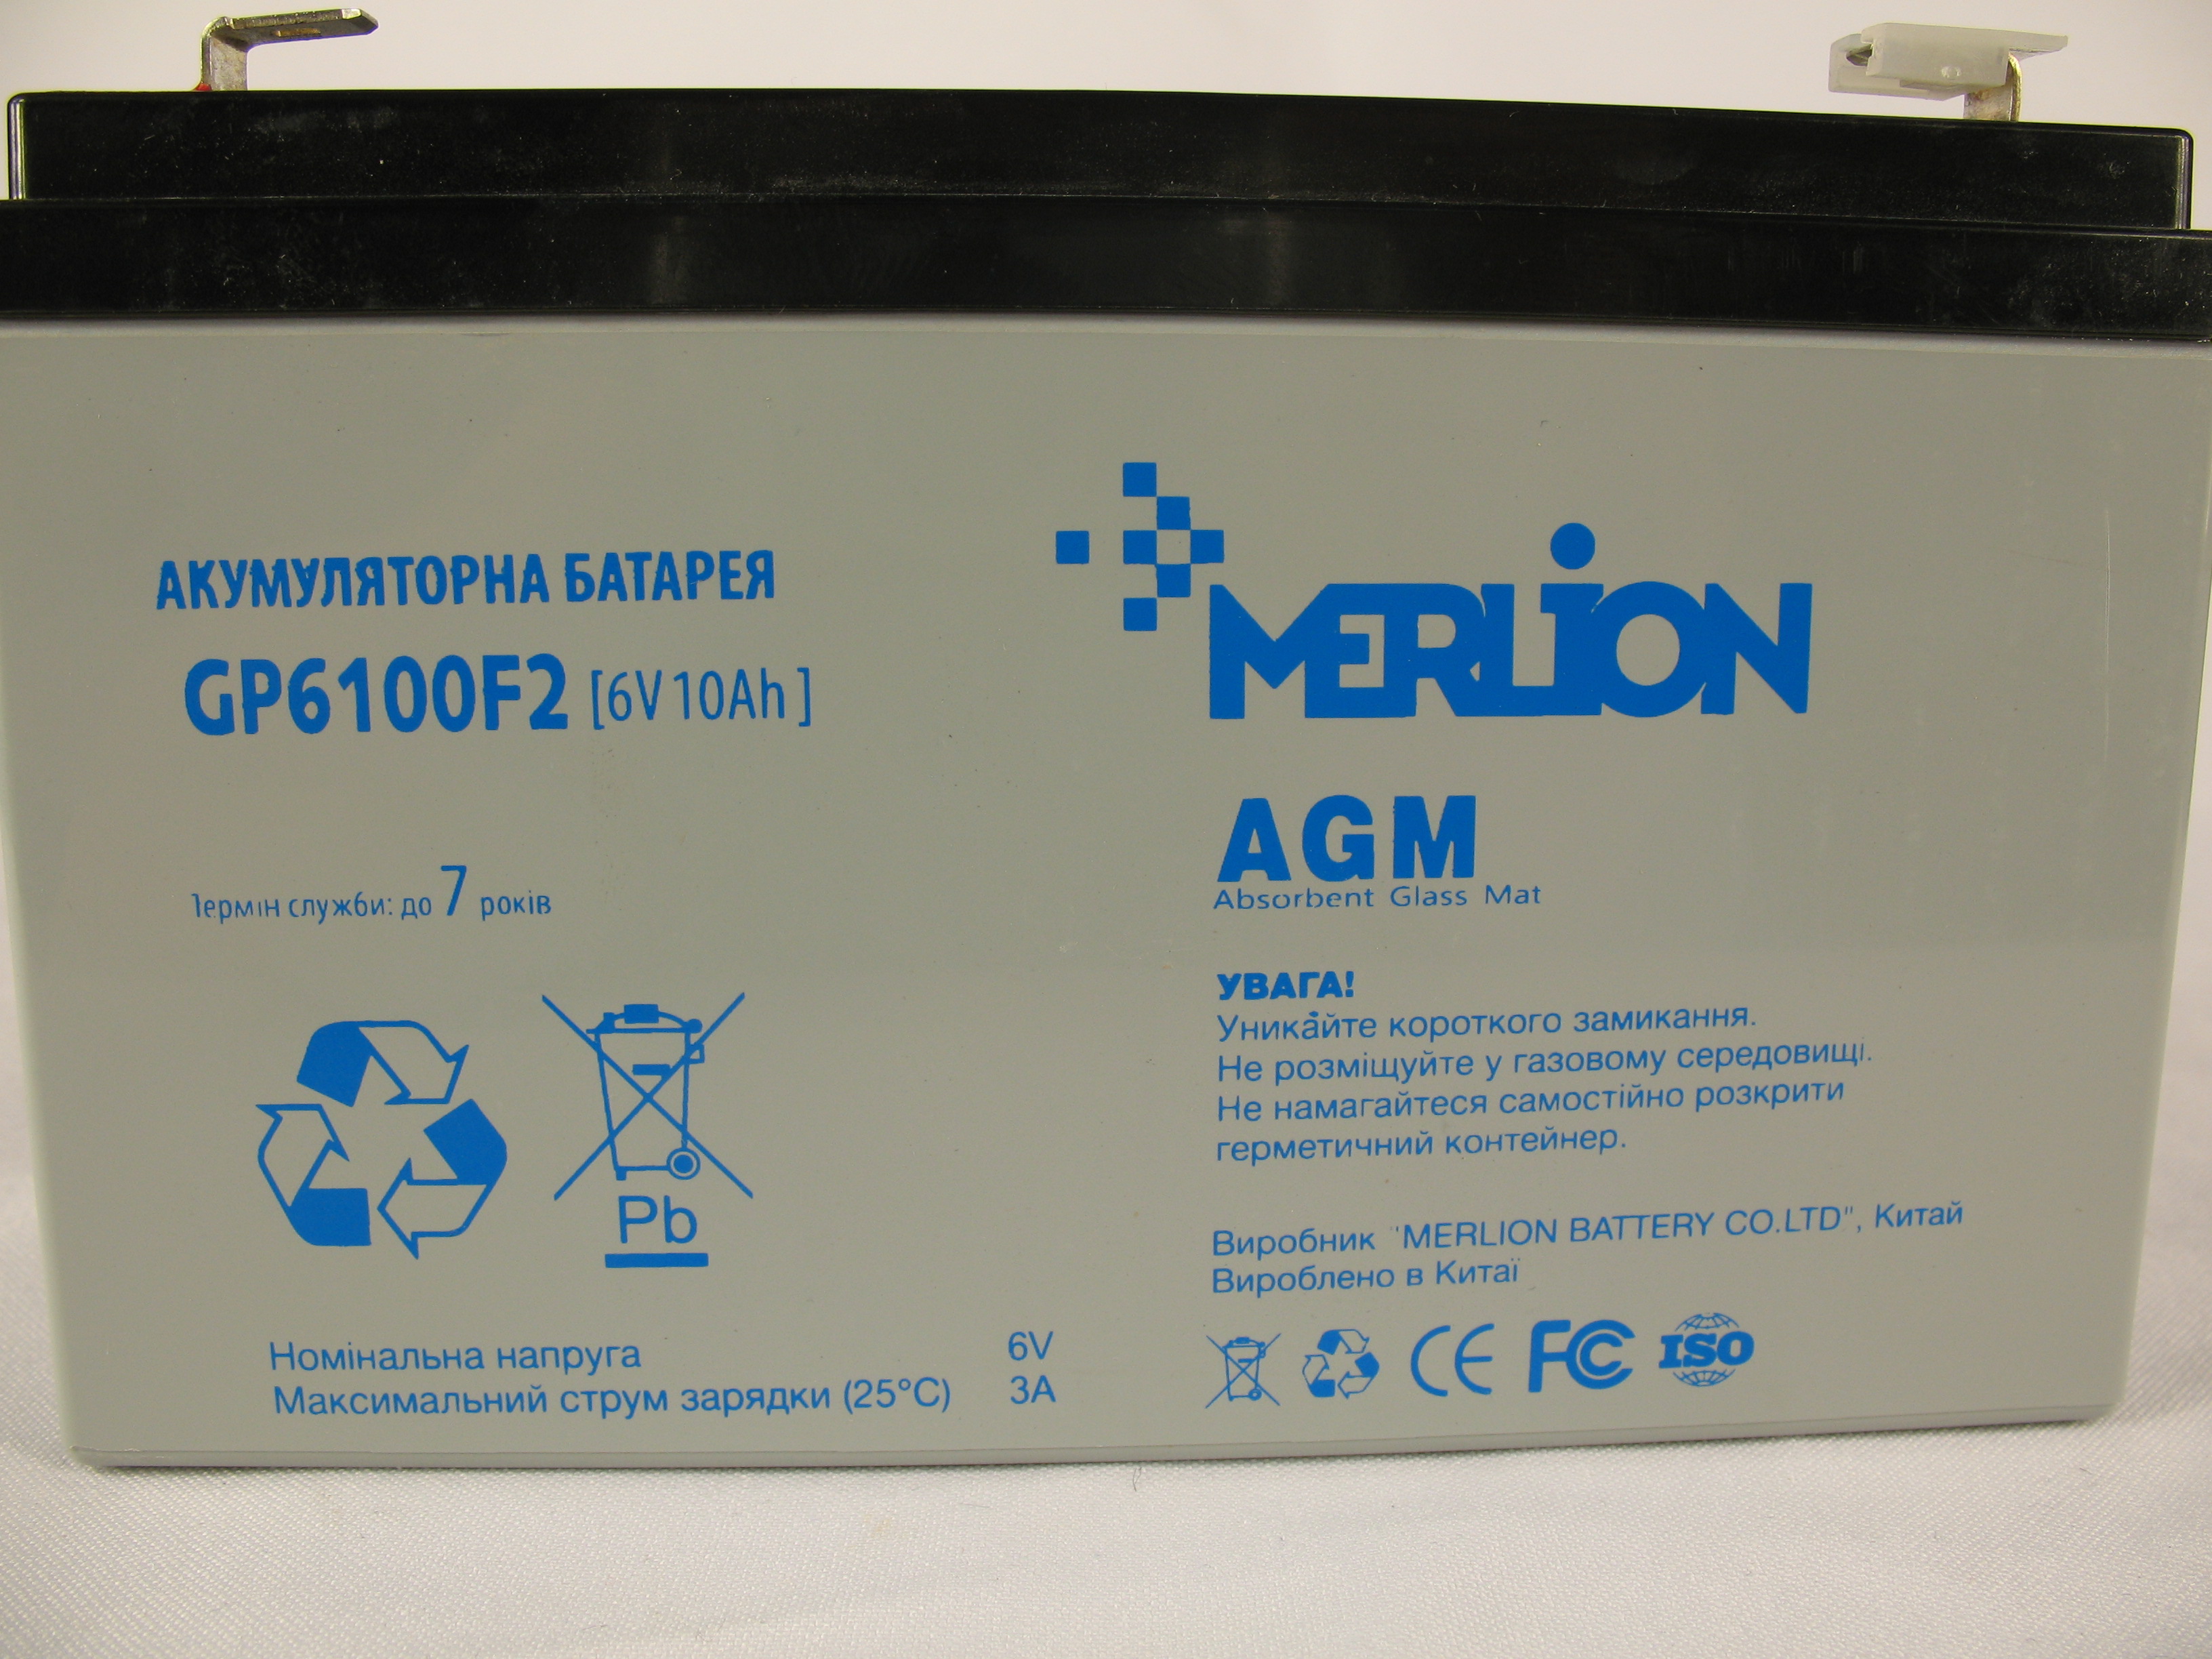 АКУМУЛЯТОРНА БАТАРЕЯ
GP6100F2 [6V10Ah]
Термін служби: до 7 років
Pb
Номінальна напруга 6V
Максимальний струм зарядки (25°C) 3A
MERLION
AGM
Absorbent Glass Mat
УВАГА!
Уникайте короткого замикання.
Не розміщуйте у газовому середовищі.
Не намагайтеся самостійно розкрити
герметичний контейнер.
Виробник "MERLION BATTERY CO.LTD", Китай
Вироблено в Китаї
CE FC ISO